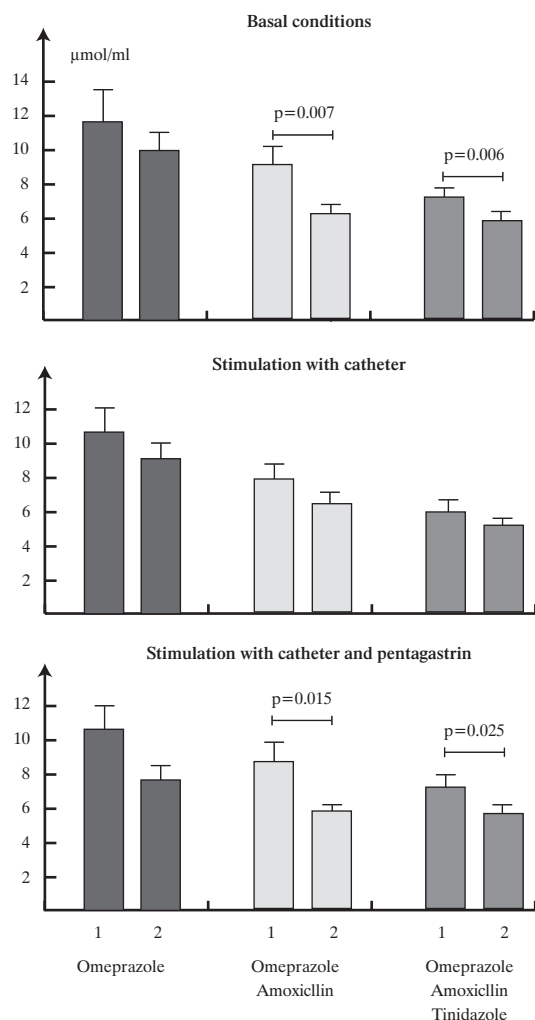 Basal conditions
μmol/ml
14
12
10
8
6
4
2
p=0.007
p=0.006
Stimulation with catheter
12
10
8
6
4
2
Stimulation with catheter and pentagastrin
12
10
8
6
4
2
p=0.015
p=0.025
1 2 1 2 1 2
Omeprazole Omeprazole Omeprazole
Amoxicllin Amoxicllin
Tinidazole